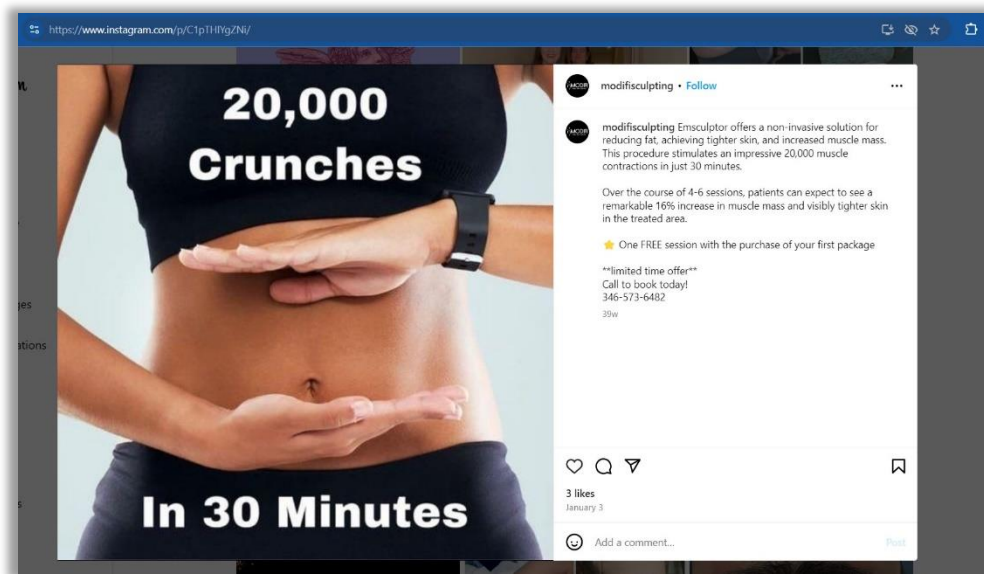 https://www.instagram.com/p/C1pTHlYgZNi/
20,000
Crunches
In 30 Minutes
modifisculpting • Follow
modifisculpting Emsculptor offers a non-invasive solution for
reducing fat, achieving tighter skin, and increased muscle mass.
This procedure stimulates an impressive 20,000 muscle
contractions in just 30 minutes.
Over the course of 4-6 sessions, patients can expect to see a
remarkable 16% increase in muscle mass and visibly tighter skin
in the treated area.
⭐ One FREE session with the purchase of your first package
**limited time offer**
Call to book today!
346-573-6482
39w
3 likes
January 3
Add a comment...
Post